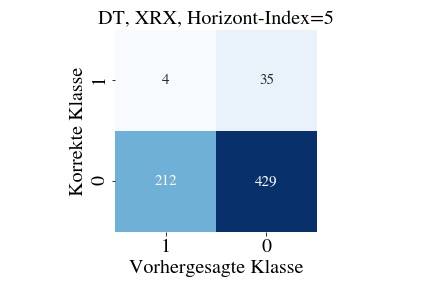 DT, XRX, Horizont-Index=5
Korrekte Klasse
1
4
35
0
212
429
1
0
Vorhergesagte Klasse